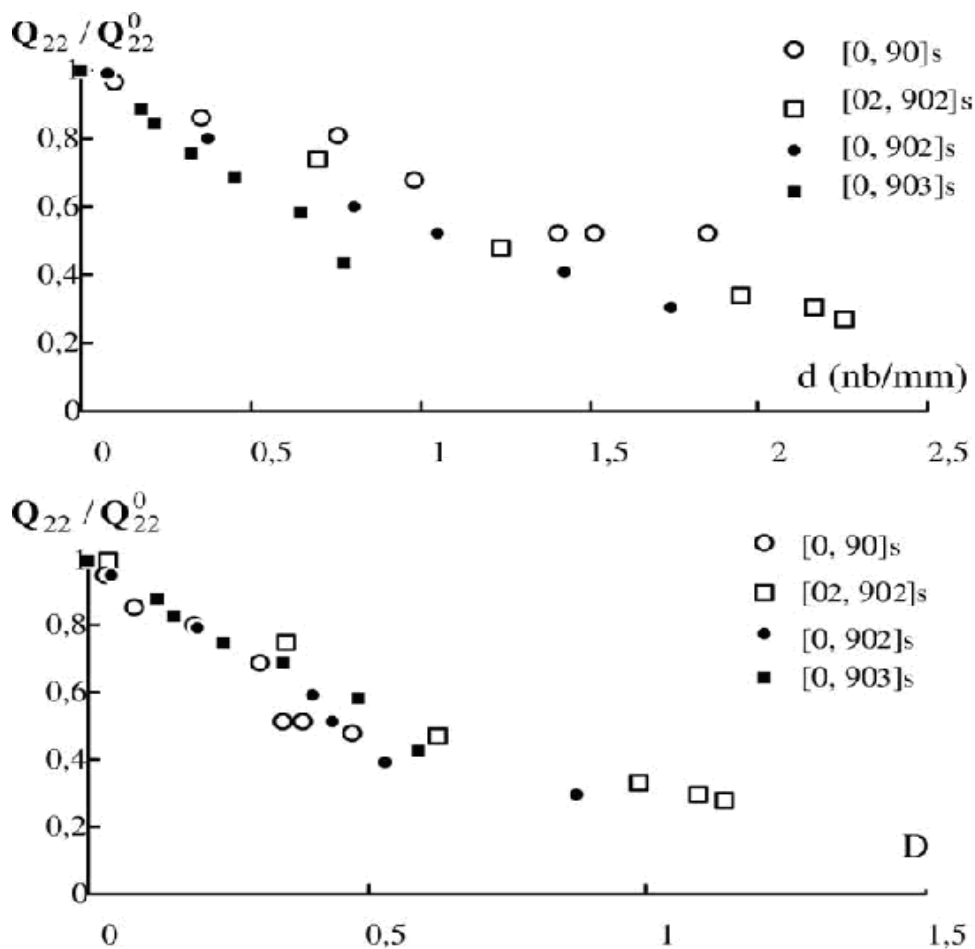 Q22 / Q⁰22
[0, 90]s
[02, 902]s
[0, 902]s
[0, 903]s
1
0,8
0,6
0,4
0,2
0
d (nb/mm)
0 0,5 1 1,5 2 2,5
Q22 / Q⁰22
[0, 90]s
[02, 902]s
[0, 902]s
[0, 903]s
1
0,8
0,6
0,4
0,2
0
D
0 0,5 1 1,5